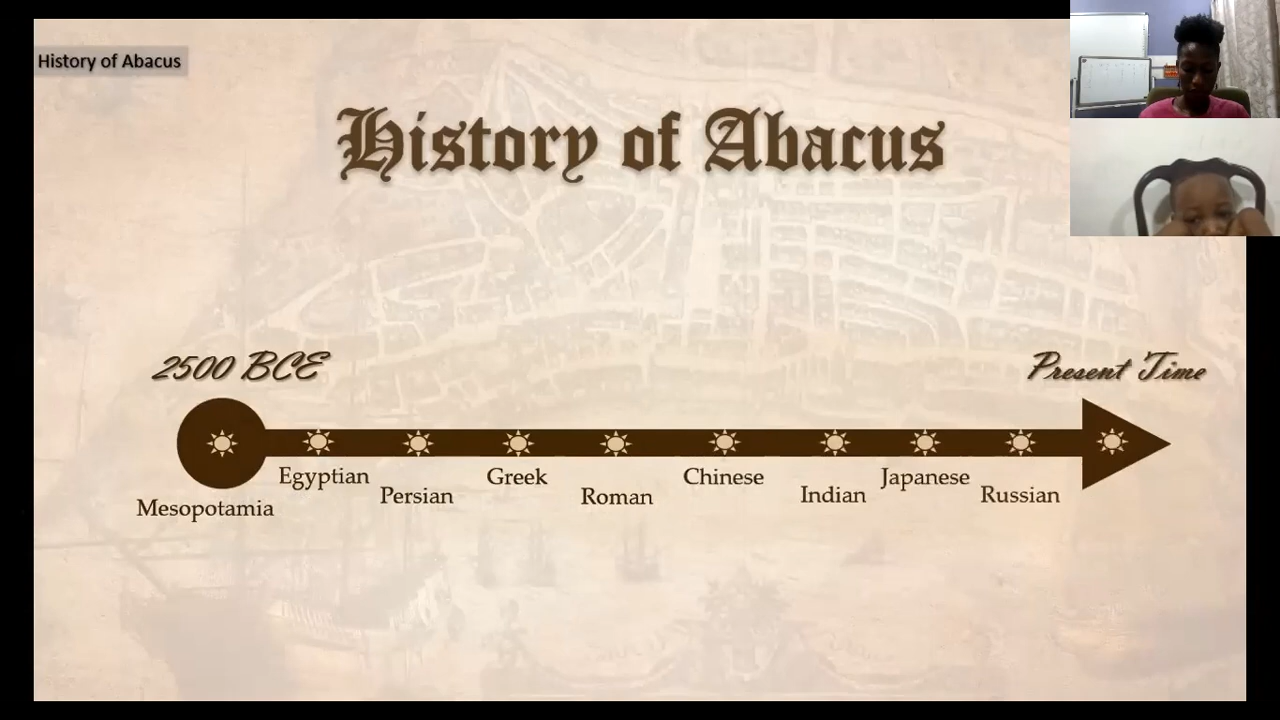 History of Abacus
History of Abacus
2500 BCE
Present Time
Mesopotamia
Egyptian
Persian
Greek
Roman
Chinese
Indian
Japanese
Russian